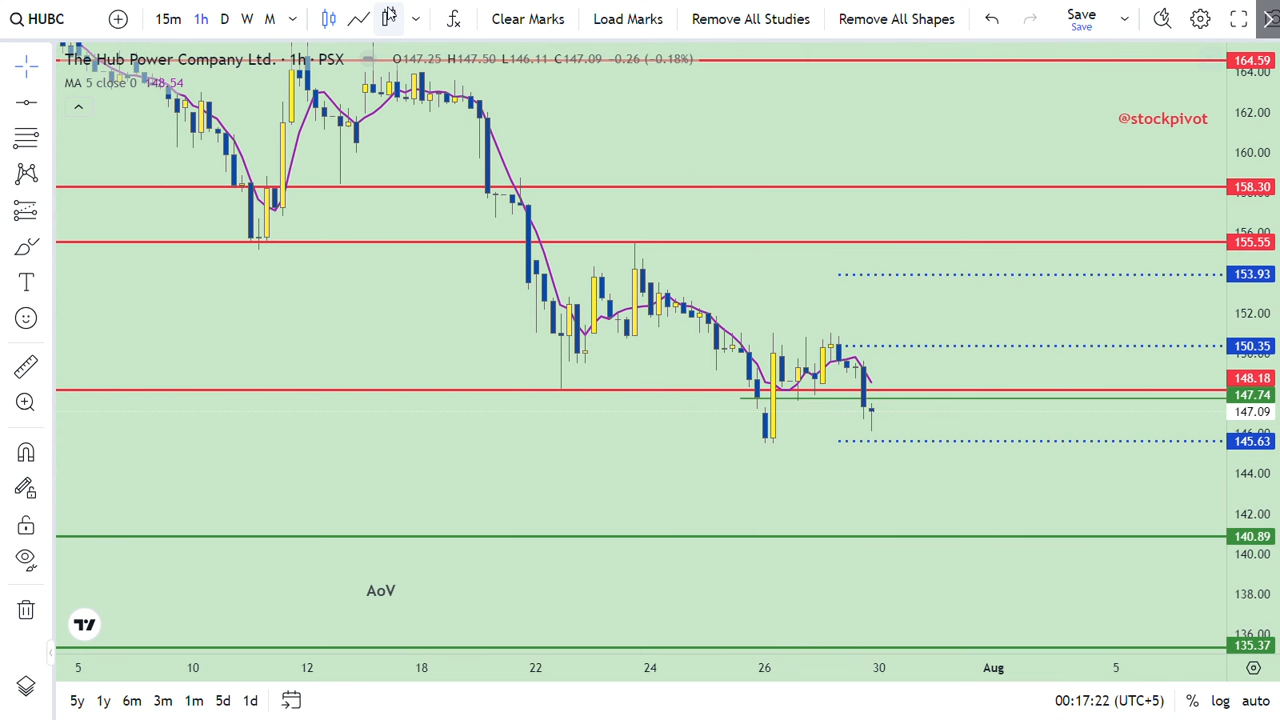 HUBC 15m 1h D W M Clear Marks Load Marks Remove All Studies Remove All Shapes Save
Save
The Hub Power Company Ltd. · 1h · PSX O147.25 H147.50 L146.11 C147.09 -0.26 (-0.18%)
MA 5 close 0 148.54
@stockpivot
164.59
164.00
162.00
160.00
158.30
156.00
155.55
153.93
152.00
150.35
148.18
147.74
147.09
145.63
144.00
142.00
140.89
140.00
138.00
136.00
135.37
AoV
5 10 12 18 22 24 26 30 Aug 5
5y 1y 6m 3m 1m 5d 1d 00:17:22 (UTC+5) % log auto